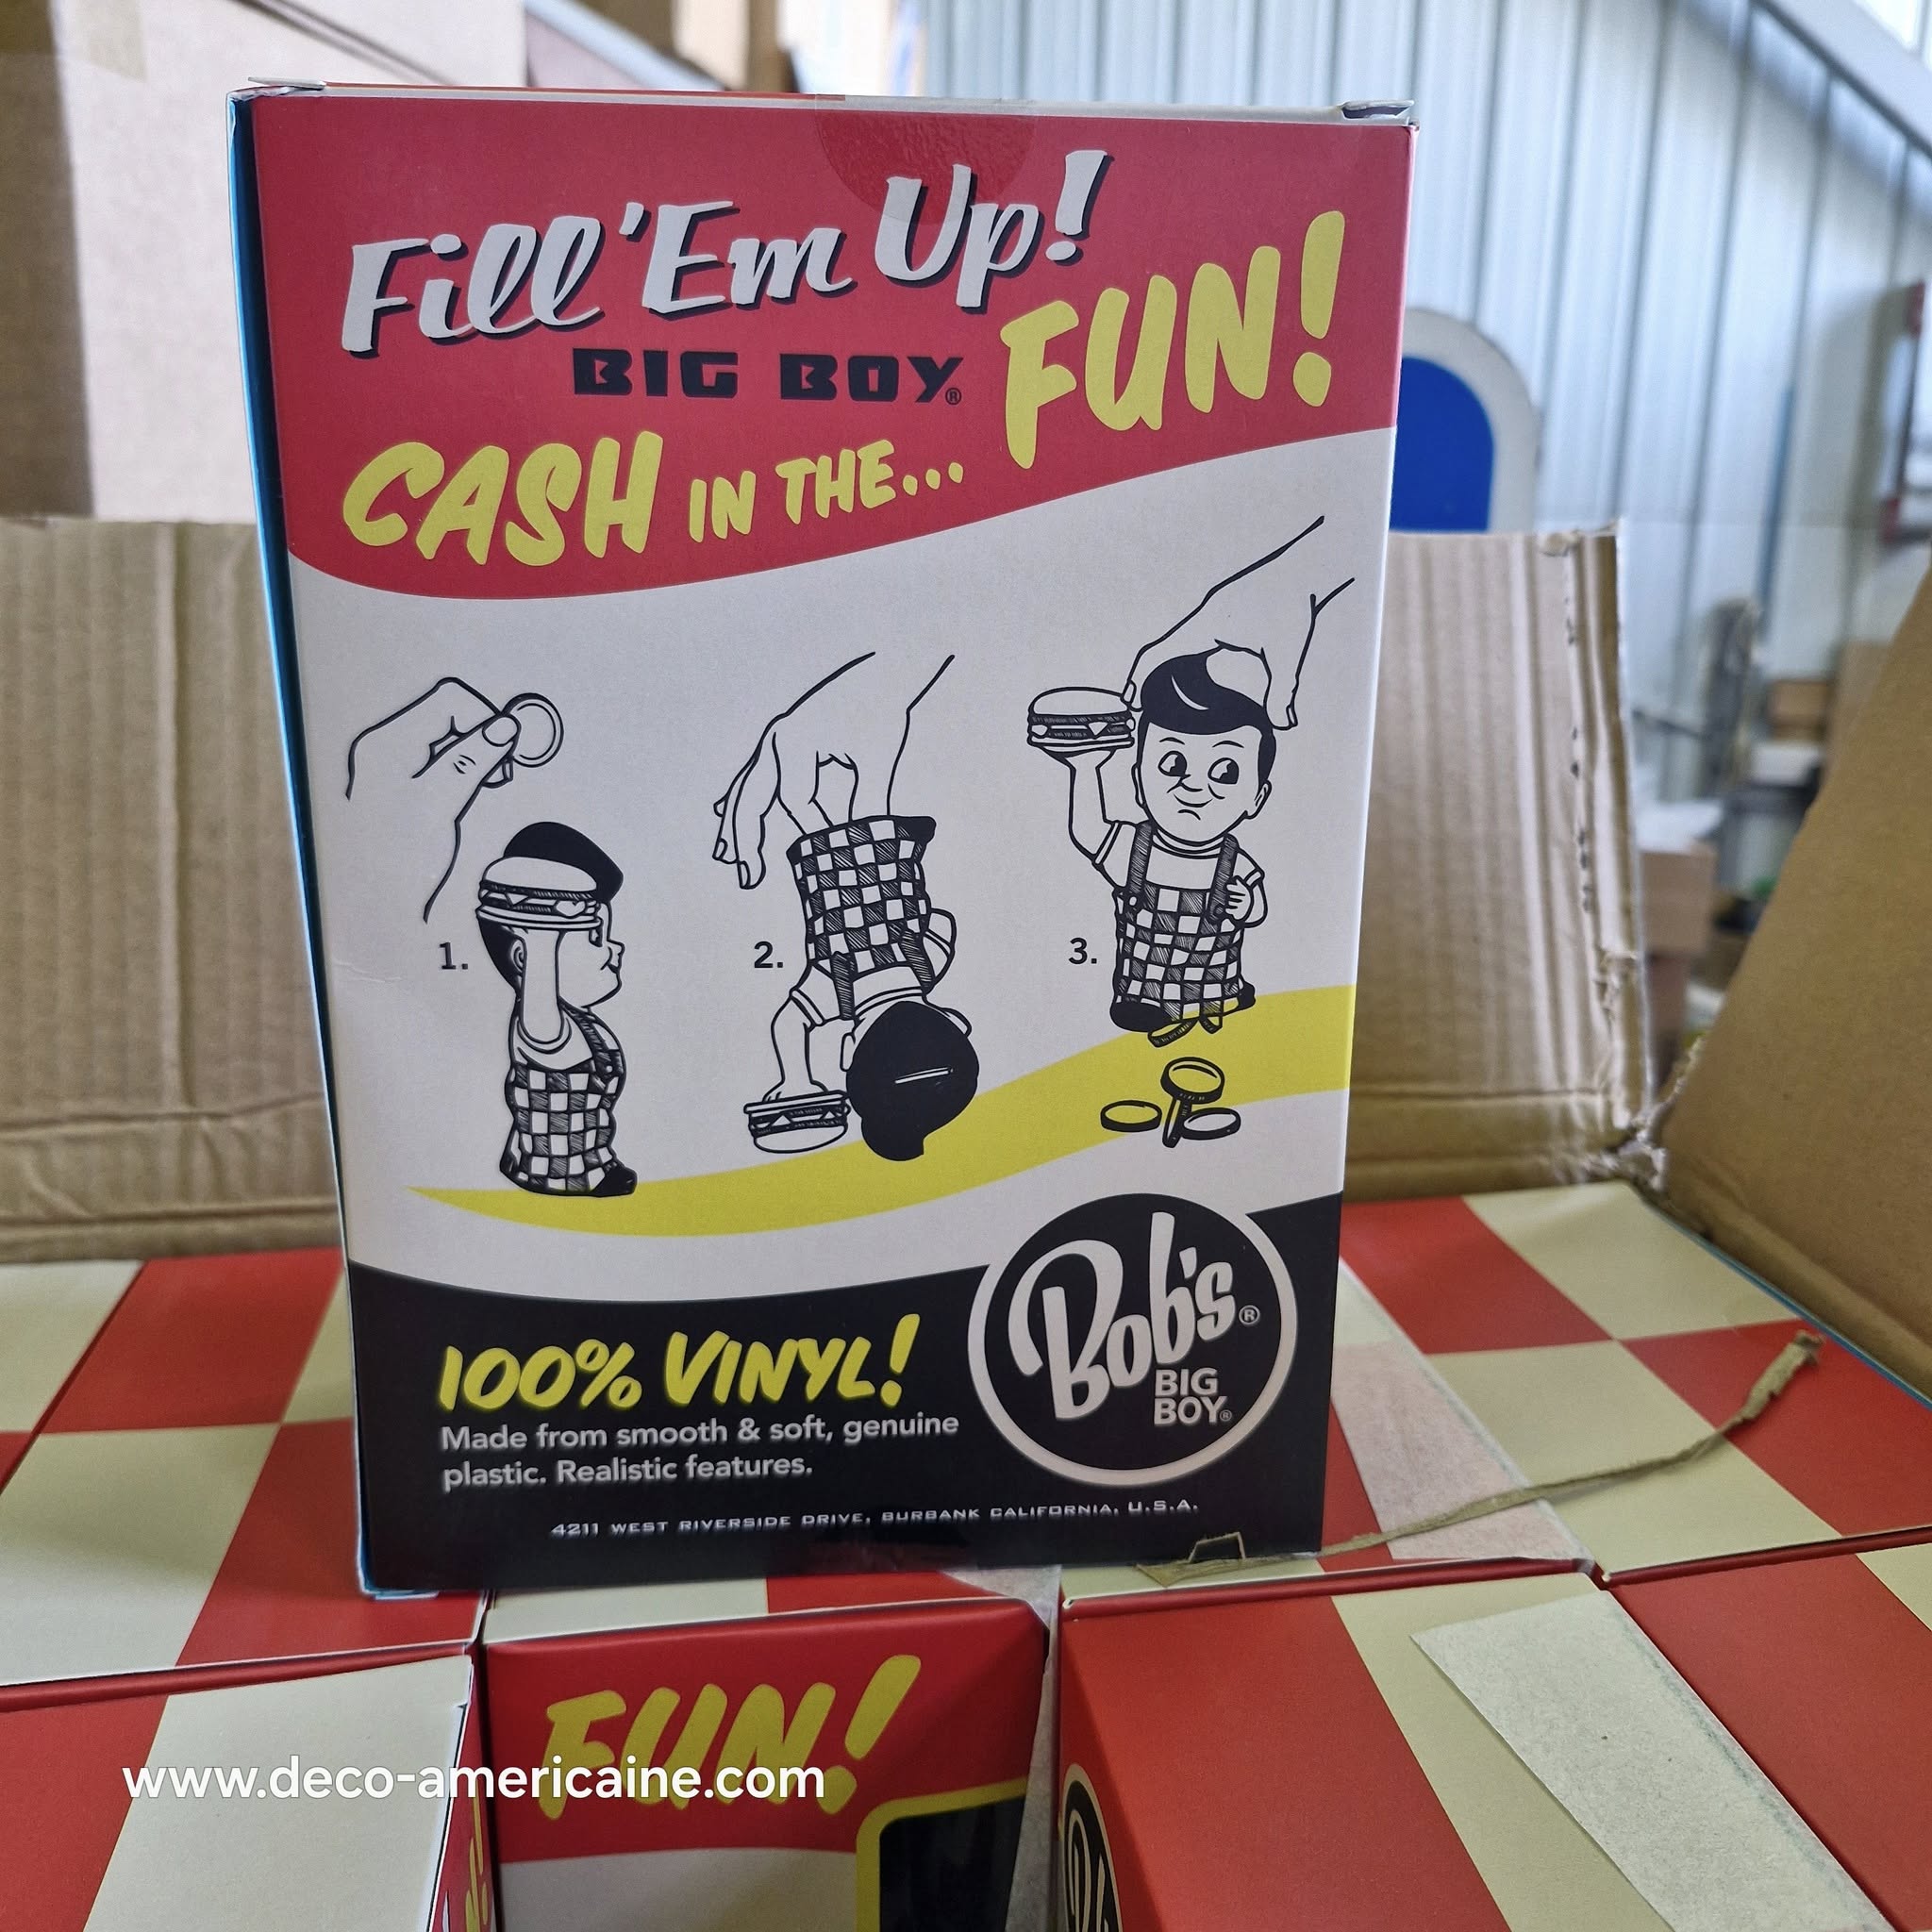 Fill 'Em Up!
BIG BOY®
CASH IN THE... FUN!
1.
2.
3.
100% VINYL!
Made from smooth & soft, genuine
plastic. Realistic features.
Bob's®
BIG
BOY®
4211 WEST RIVERSIDE DRIVE, BURBANK CALIFORNIA, U.S.A.
FUN!
www.deco-americaine.com